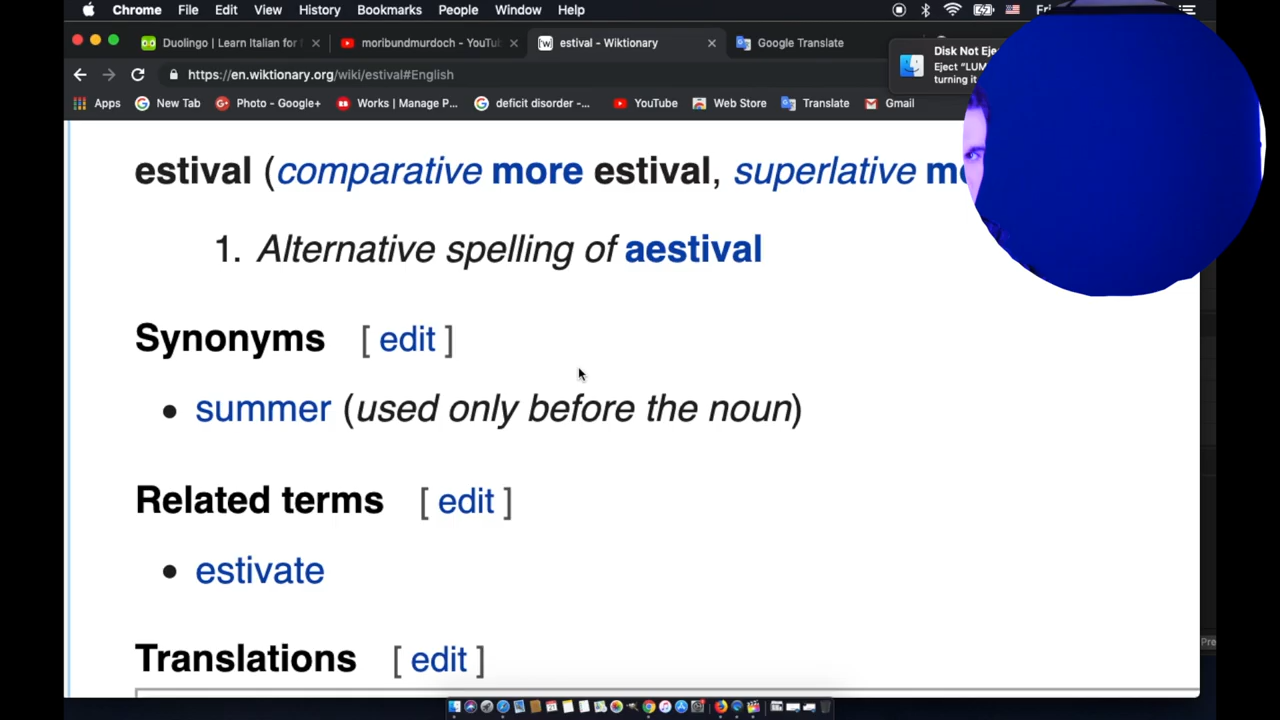 Chrome File Edit View History Bookmarks People Window Help Fri
Duolingo | Learn Italian for moribundmurdoch - YouTu estival - Wiktionary Google Translate
Disk Not Eje
Eject “LUM
turning it
https://en.wiktionary.org/wiki/estival#English
Apps New Tab Photo - Google+ Works | Manage P... deficit disorder -... YouTube Web Store Translate Gmail
estival (comparative more estival, superlative mo
1. Alternative spelling of aestival
Synonyms [ edit ]
• summer (used only before the noun)
Related terms [ edit ]
• estivate
Translations [ edit ]
Pre